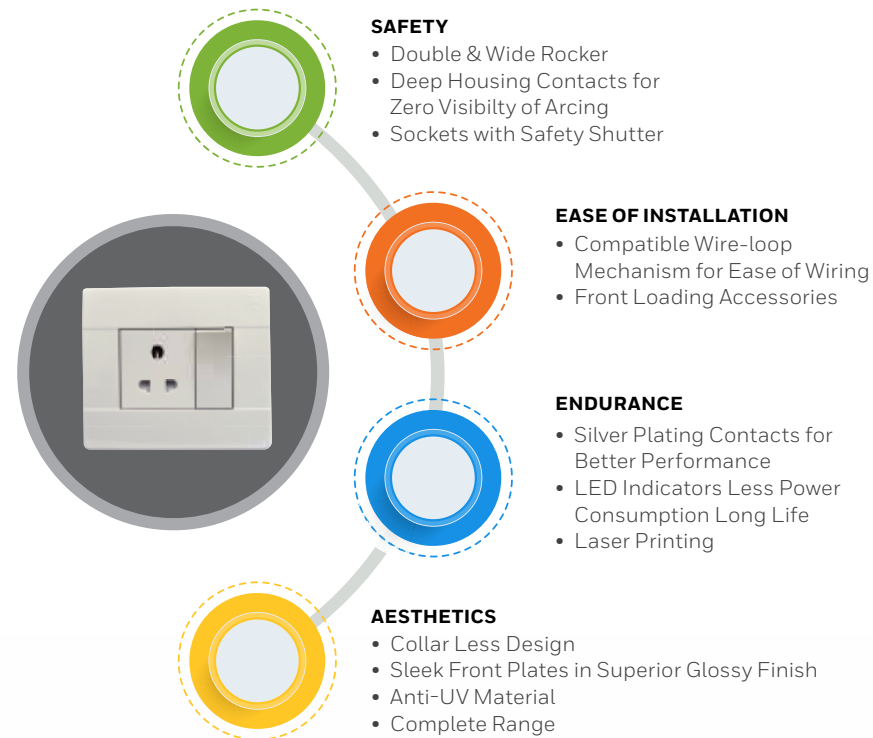 SAFETY
• Double & Wide Rocker
• Deep Housing Contacts for
Zero Visibilty of Arcing
• Sockets with Safety Shutter
EASE OF INSTALLATION
• Compatible Wire-loop
Mechanism for Ease of Wiring
• Front Loading Accessories
ENDURANCE
• Silver Plating Contacts for
Better Performance
• LED Indicators Less Power
Consumption Long Life
• Laser Printing
AESTHETICS
• Collar Less Design
• Sleek Front Plates in Superior Glossy Finish
• Anti-UV Material
• Complete Range